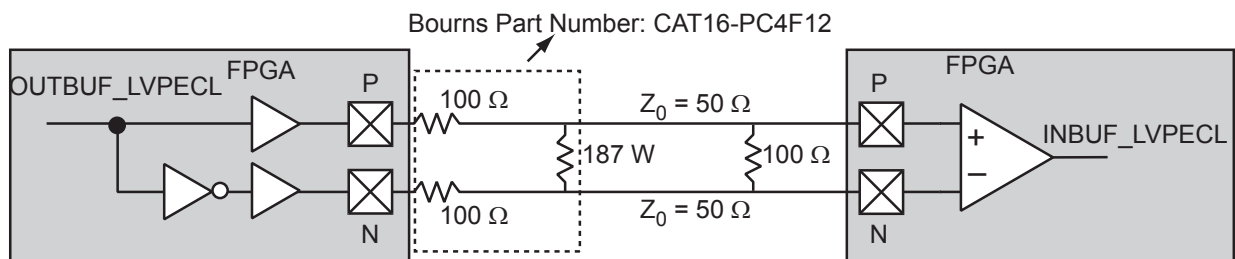 Bourns Part Number: CAT16-PC4F12
FPGA
OUTBUF_LVPECL
P
100 Ω
Z0 = 50 Ω
187 W
100 Ω
100 Ω
Z0 = 50 Ω
N
FPGA
P
+
−
INBUF_LVPECL
N